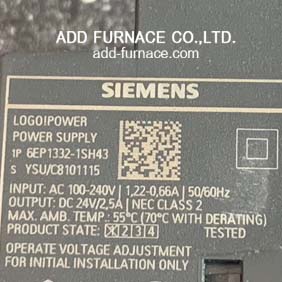 ADD FURNACE CO.,LTD.
add-furnace.com
SIEMENS
LOGO!POWER
POWER SUPPLY
1P 6EP1332-1SH43
S YSU/C8101115
INPUT: AC 100-240V | 1,22-0,66A | 50/60Hz
OUTPUT: DC 24V/2,5A | NEC CLASS 2
MAX. AMB. TEMP.: 55°C (70°C WITH DERATING)
PRODUCT STATE: X 2 3 4 TESTED
OPERATE VOLTAGE ADJUSTMENT
FOR INITIAL INSTALLATION ONLY